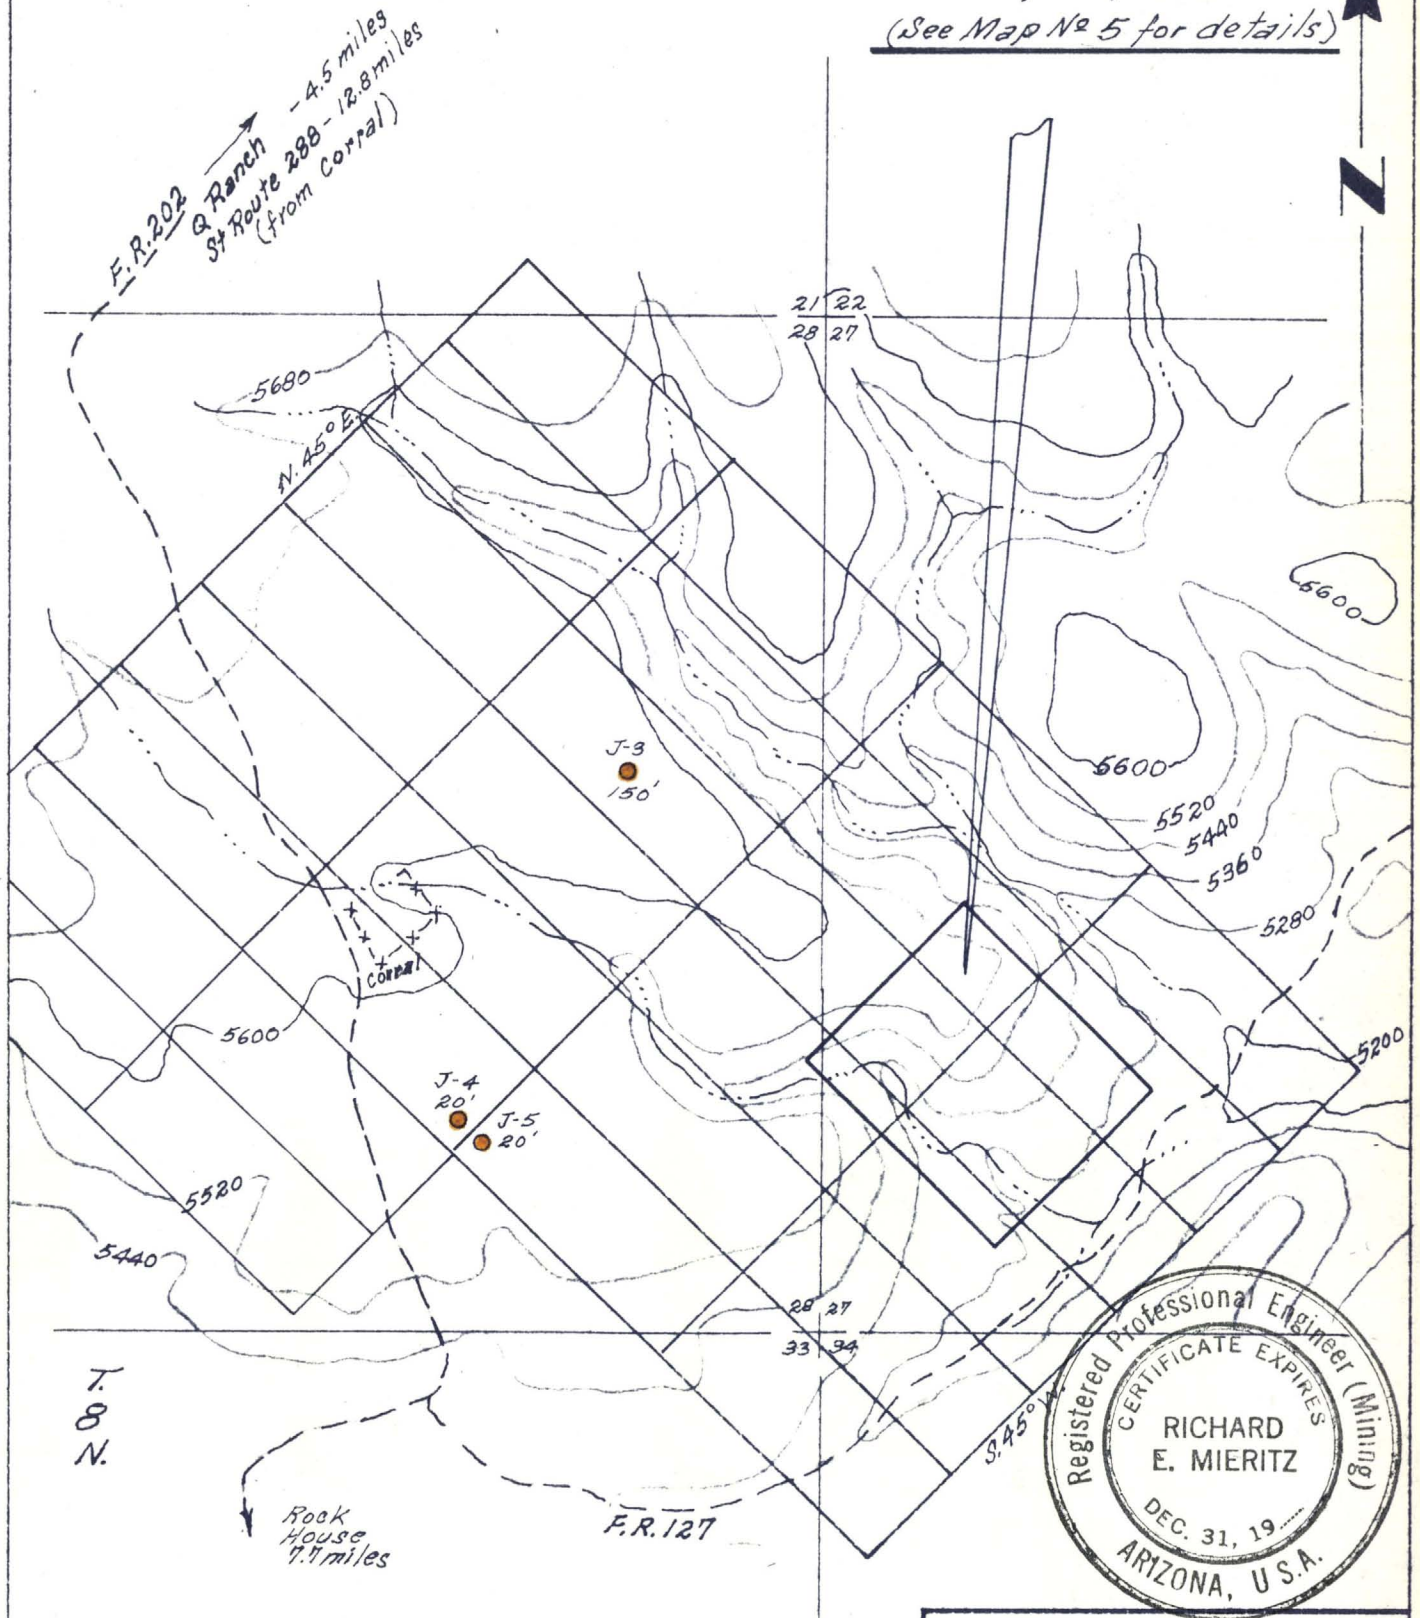 (See Map Nº 5 for details)
N
F.R.202
Q Ranch - 4.5 miles
St Route 288 - 12.8 miles
(from Corral)
21 22
28 27
5680
N. 45° E.
5600
J-3
150'
5600
5520
5440
5360
5280
Corral
5600
5200
J-4
20'
J-5
20'
5520
5440
28 27
33 34
T.
8
N.
S. 45° W.
Rock
House
7.7 miles
F.R. 127
Registered Professional Engineer (Mining)
CERTIFICATE EXPIRES
RICHARD
E. MIERITZ
DEC. 31, 19
ARIZONA, U.S.A.